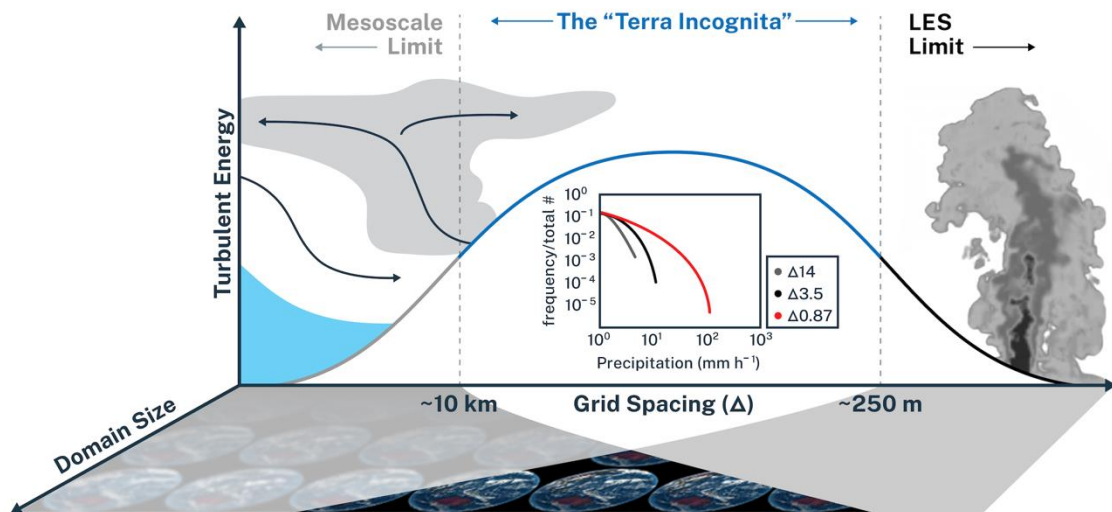 Mesoscale
Limit
The “Terra Incognita”
LES
Limit
Turbulent Energy
frequency/total #
10⁰
10⁻¹
10⁻²
10⁻³
10⁻⁴
10⁻⁵
10⁰ 10¹ 10² 10³
Precipitation (mm h⁻¹)
Δ14
Δ3.5
Δ0.87
~10 km
Grid Spacing (Δ)
~250 m
Domain Size